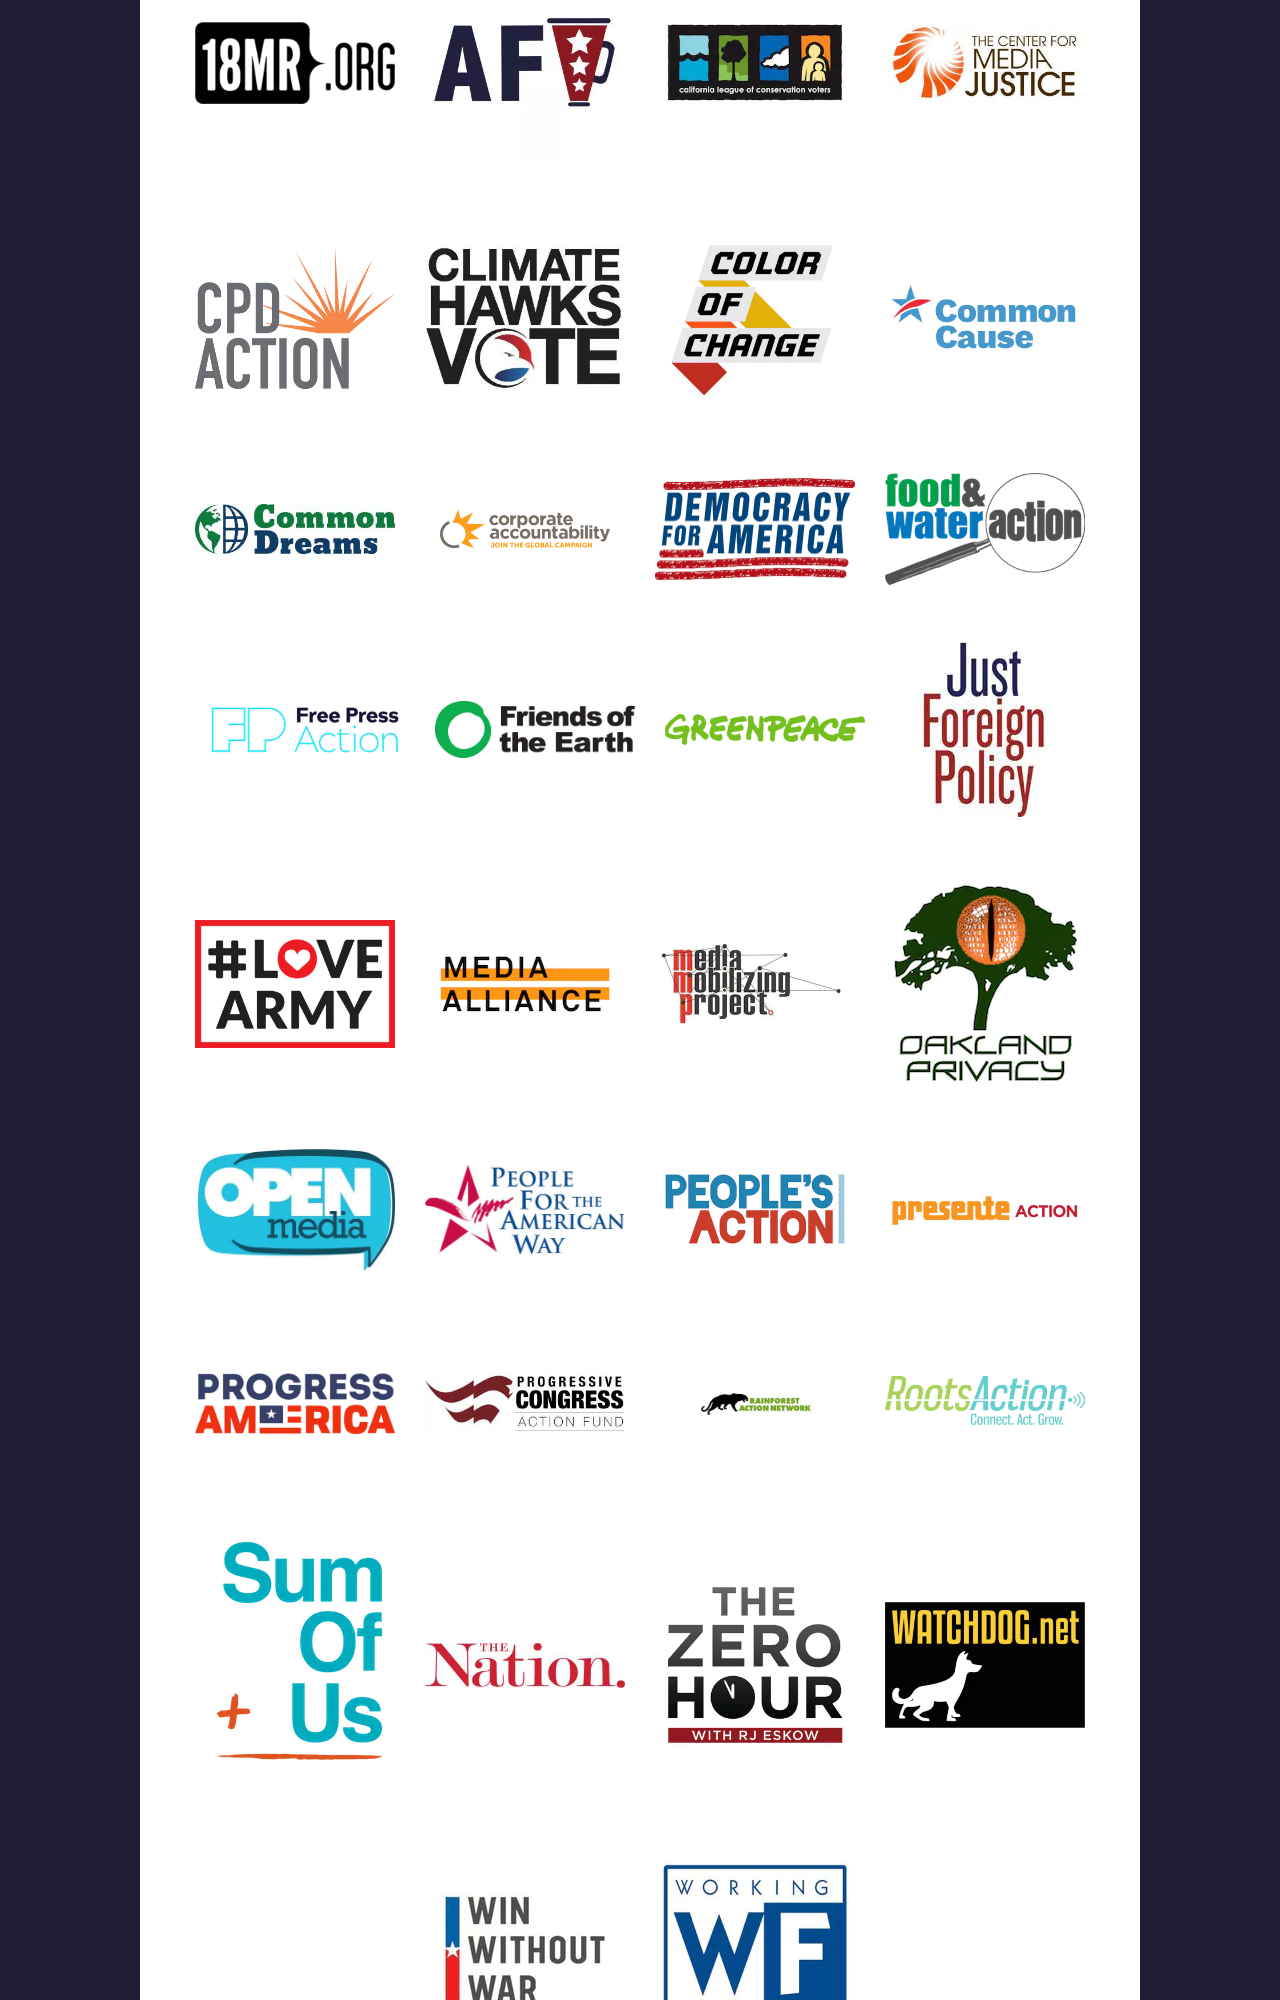 18MR.ORG
AFV
california league of conservation voters
THE CENTER FOR
MEDIA
JUSTICE
CPD
ACTION
CLIMATE
HAWKS
VOTE
COLOR
OF
CHANGE
Common
Cause
Common
Dreams
corporate
accountability
JOIN THE GLOBAL CAMPAIGN
DEMOCRACY
FOR AMERICA
food&
water action
FP Free Press
Action
Friends of
the Earth
GREENPEACE
Just
Foreign
Policy
#LOVE
ARMY
MEDIA
ALLIANCE
media
mobilizing
project
OAKLAND
PRIVACY
OPEN
media
PEOPLE
FOR THE
AMERICAN
WAY
PEOPLE'S
ACTION
presente ACTION
PROGRESS
AMERICA
PROGRESSIVE
CONGRESS
ACTION FUND
RAINFOREST
ACTION NETWORK
RootsAction
Connect. Act. Grow.
Sum
Of
+ Us
THE
Nation.
THE
ZERO
HOUR
WITH RJ ESKOW
WATCHDOG.net
WIN
WITHOUT
WAR
WORKING
WF